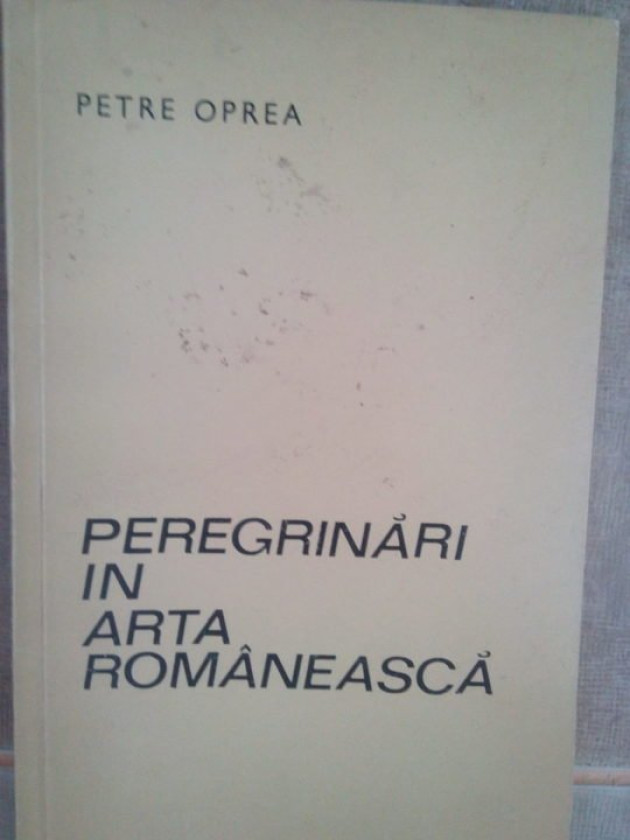 PETRE OPREA
PEREGRINĂRI
IN
ARTA
ROMÂNEASCĂ